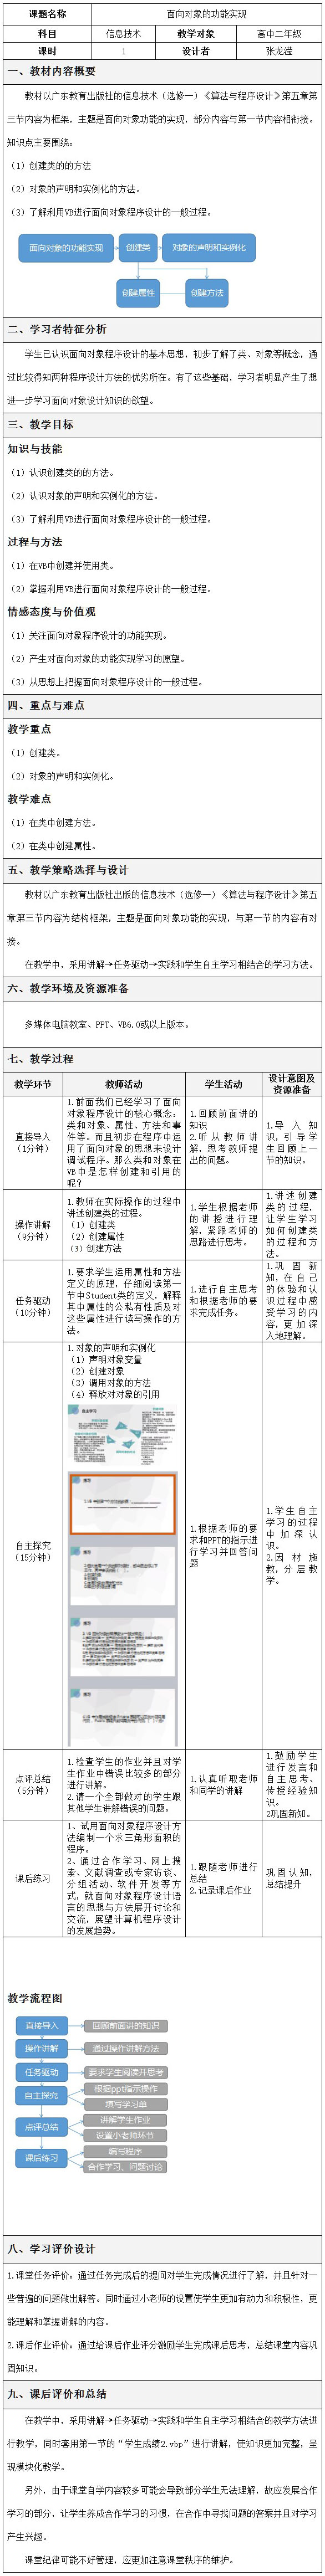 课题名称 面向对象的功能实现
科目 信息技术 教学对象 高中二年级
课时 1 设计者 张龙滢
一、教材内容概要
教材以广东教育出版社的信息技术（选修一）《算法与程序设计》第五章第
三节内容为框架，主题是面向对象功能的实现，部分内容与第一节内容相衔接。
知识点主要围绕：
（1）创建类的的方法
（2）对象的声明和实例化的方法。
（3）了解利用VB进行面向对象程序设计的一般过程。
面向对象的功能实现 创建类 对象的声明和实例化
创建属性 创建方法
二、学习者特征分析
学生已认识面向对象程序设计的基本思想，初步了解了类、对象等概念，通
过比较得知两种程序设计方法的优劣所在。有了这些基础，学习者明显产生了想
进一步学习面向对象设计知识的欲望。
三、教学目标
知识与技能
（1）认识创建类的的方法。
（2）认识对象的声明和实例化的方法。
（3）了解利用VB进行面向对象程序设计的一般过程。
过程与方法
（1）在VB中创建并使用类。
（2）掌握利用VB进行面向对象程序设计的一般过程。
情感态度与价值观
（1）关注面向对象程序设计的功能实现。
（2）产生对面向对象的功能实现学习的愿望。
（3）从思想上把握面向对象程序设计的一般过程。
四、重点与难点
教学重点
（1）创建类。
（2）对象的声明和实例化。
教学难点
（1）在类中创建方法。
（2）在类中创建属性。
五、教学策略选择与设计
教材以广东教育出版社出版的信息技术（选修一）《算法与程序设计》第五
章第三节内容为结构框架，主题是面向对象功能的实现，与第一节的内容有对
接。
在教学中，采用讲解→任务驱动→实践和学生自主学习相结合的学习方法。
六、教学环境及资源准备
多媒体电脑教室、PPT、VB6.0或以上版本。
七、教学过程
教学环节 教师活动 学生活动 设计意图及
资源准备
直接导入
（1分钟）
1.前面我们已经学习了面向
对象程序设计的核心概念：
类和对象、属性、方法和事
件等。而且初步在程序中运用
了面向对象的思想来设计
调试程序。那么类和对象在
VB中是怎样创建和引用的
呢？
1.回顾前面讲的
知识
2.听从教师讲
解，思考教师提
出的问题。
1.导入知
识，引导学
生回顾上一
节的知识。
操作讲解
（9分钟）
1.教师在实际操作的过程中
讲述创建类的过程。
（1）创建类
（2）创建属性
（3）创建方法
1.学生根据老师
的讲授进行理
解，紧跟老师的
思路进行思考。
1.讲述创建
类的过程，
让学生学习
如何创建类
的过程和方
法。
任务驱动
（10分钟）
1.要求学生运用属性和方法
定义的原理，仔细阅读第一
节中Student类的定义，解释
其中属性的公私有性质及对
这些属性进行读写操作的方
法。
1.进行自主思考
和根据老师的要
求完成任务。
1.巩固新
知，在自己
的体验和认
识过程中感
受学习的内
容，更加深
入地理解。
自主探究
（15分钟）
1.对象的声明和实例化
（1）声明对象变量
（2）创建对象
（3）调用对象的方法
（4）释放对对象的引用
1.根据老师的要
求和PPT的指示进
行学习并回答问
题
1.学生自主
学习的过程
中加深认
识。
2.因材施
教，分层教
学。
点评总结
（5分钟）
1.检查学生的作业并且对学
生作业中错误比较多的部分
进行讲解。
2.请一个全部做对的学生跟
其他学生讲解错误的问题。
1.认真听取老师
和同学的讲解
1.鼓励学生
进行发言和
自主思考、
传授经验知
识。
2巩固新知。
课后练习
1、试用面向对象程序设计方
法编制一个求三角形面积的
程序。
2、通过合作学习、网上搜
索、文献调查或专家访谈、
分组活动、软件开发等方
式，就面向对象程序设计语
言的思想与方法展开讨论和
交流，展望计算机程序设计
的发展趋势。
1.跟随老师进行
总结
2.记录课后作业
巩固认知，
总结提升
教学流程图
直接导入 回顾前面讲的知识
操作讲解 通过操作讲解方法
任务驱动 要求学生阅读并思考
自主探究 根据ppt指示操作
填写学习单
点评总结 讲解学生作业
设置小老师环节
课后练习 编写程序
合作学习、问题讨论
八、学习评价设计
1.课堂任务评价：通过任务完成后的提问对学生完成情况进行了解，并且针对一
些普遍的问题做出解答。同时通过小老师的设置使学生更加有动力和积极性，更
能理解和掌握讲解的内容。
2.课后作业评价：通过给课后作业评分激励学生完成课后思考，总结课堂内容巩
固知识。
九、课后评价和总结
在教学中，采用讲解→任务驱动→实践和学生自主学习相结合的教学方法进
行教学，同时套用第一节的“学生成绩2.vbp”进行讲解，使知识更加完整，呈
现模块化教学。
另外，由于课堂自学内容较多可能会导致部分学生无法理解，故应发展合作
学习的部分，让学生养成合作学习的习惯，在合作中寻找问题的答案并且对学习
产生兴趣。
课堂纪律可能不好管理，应更加注意课堂秩序的维护。